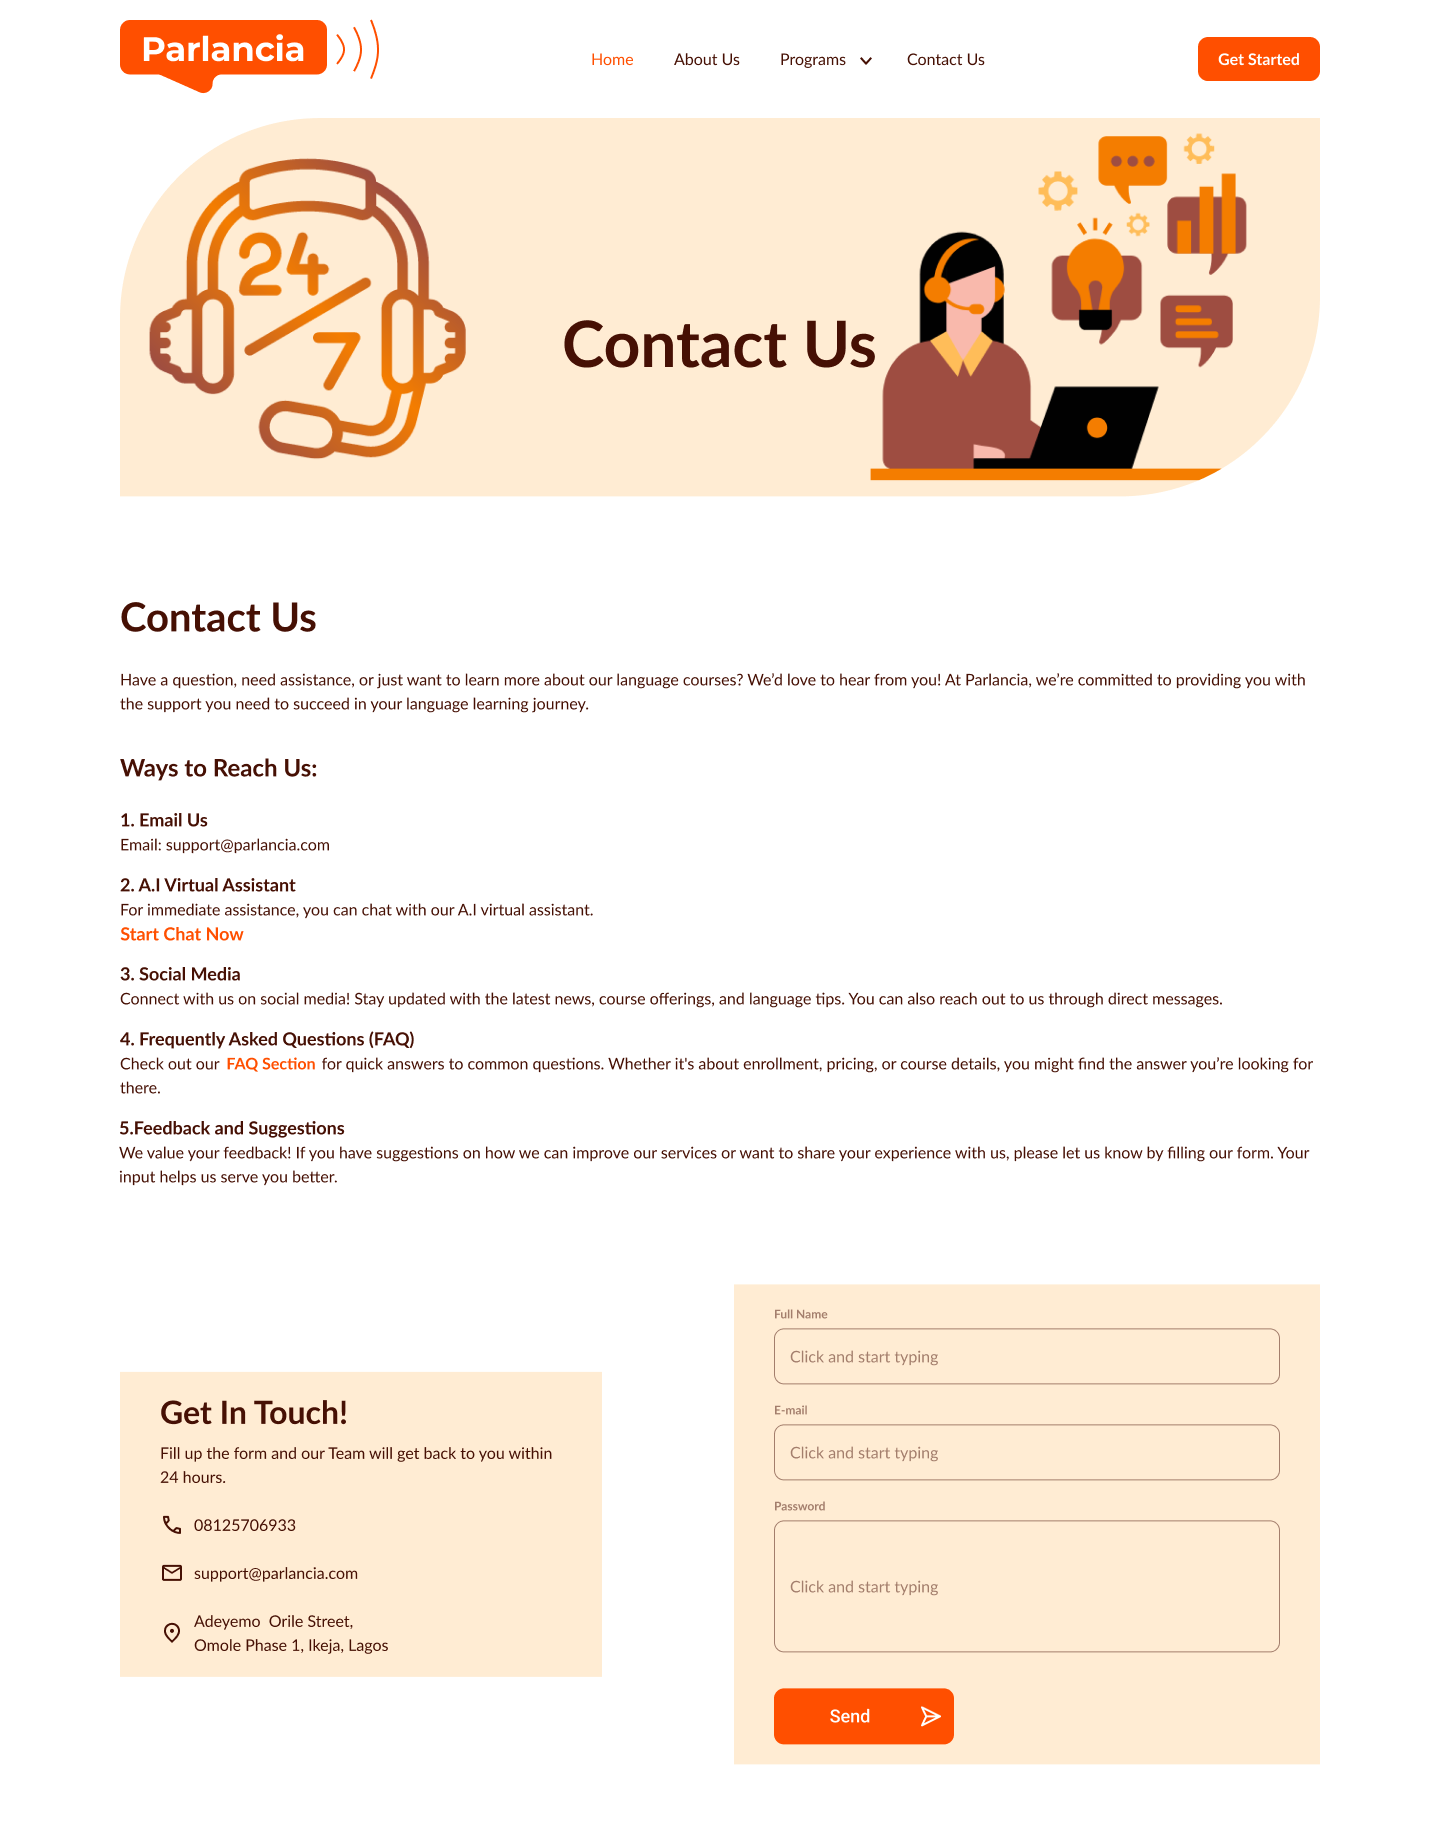 Parlancia
Home
About Us
Programs
Contact Us
Get Started
24
7
Contact Us
Contact Us
Have a question, need assistance, or just want to learn more about our language courses? We’d love to hear from you! At Parlancia, we’re committed to providing you with
the support you need to succeed in your language learning journey.
Ways to Reach Us:
1. Email Us
Email: support@parlancia.com
2. A.I Virtual Assistant
For immediate assistance, you can chat with our A.I virtual assistant.
Start Chat Now
3. Social Media
Connect with us on social media! Stay updated with the latest news, course offerings, and language tips. You can also reach out to us through direct messages.
4. Frequently Asked Questions (FAQ)
Check out our FAQ Section for quick answers to common questions. Whether it's about enrollment, pricing, or course details, you might find the answer you’re looking for
there.
5.Feedback and Suggestions
We value your feedback! If you have suggestions on how we can improve our services or want to share your experience with us, please let us know by filling our form. Your
input helps us serve you better.
Get In Touch!
Fill up the form and our Team will get back to you within
24 hours.
08125706933
support@parlancia.com
Adeyemo  Orile Street,
Omole Phase 1, Ikeja, Lagos
Full Name
Click and start typing
E-mail
Click and start typing
Password
Click and start typing
Send